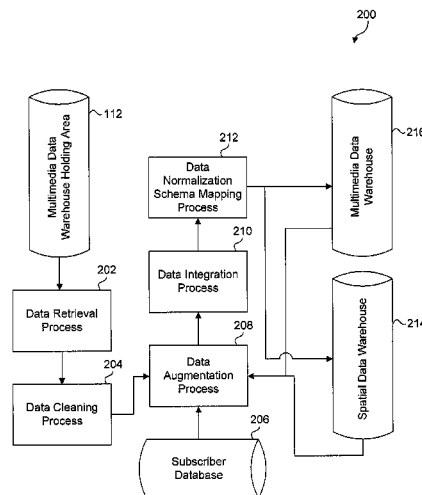 200
112
Multimedia Data
Warehouse Holding Area
212
Data
Normalization
Schema Mapping
Process
216
Multimedia Data
Warehouse
202
Data Retrieval
Process
210
Data Integration
Process
204
Data Cleaning
Process
208
Data
Augmentation
Process
214
Spatial Data Warehouse
206
Subscriber
Database